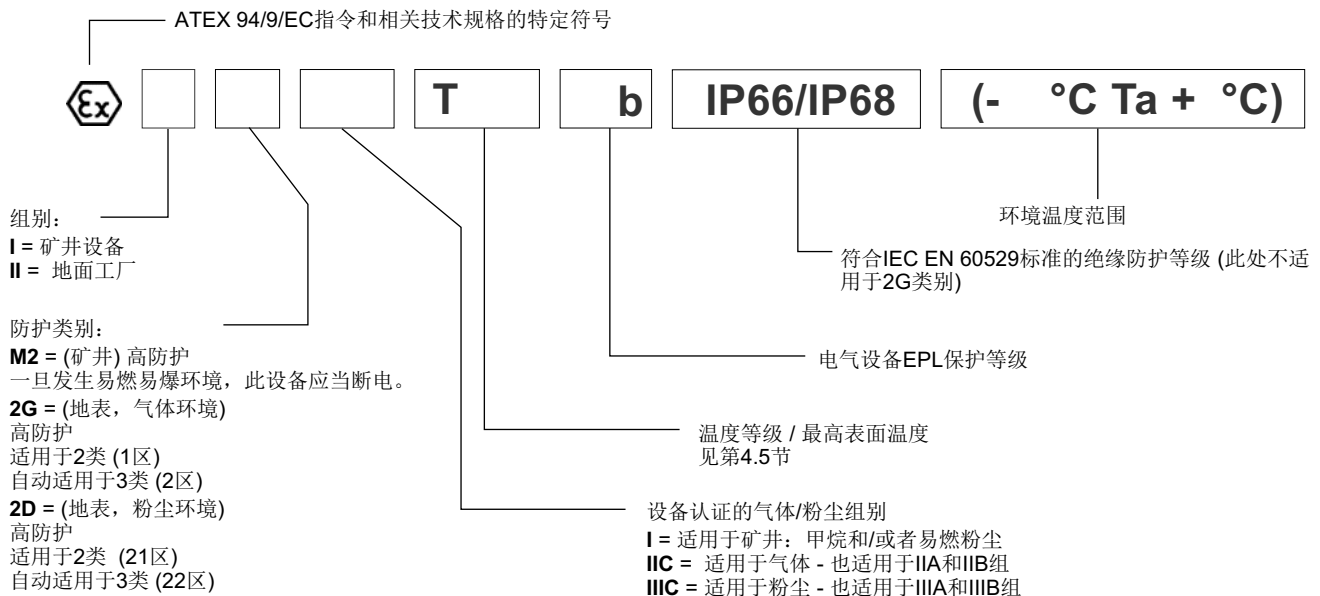 ATEX 94/9/EC指令和相关技术规格的特定符号
Ex T b IP66/IP68 (- °C Ta + °C)
组别:
I = 矿井设备
II = 地面工厂
环境温度范围
符合IEC EN 60529标准的绝缘防护等级 (此处不适
用于2G类别)
防护类别:
M2 = (矿井) 高防护
一旦发生易燃易爆环境,此设备应当断电。
2G = (地表,气体环境)
高防护
适用于2类 (1区)
自动适用于3类 (2区)
2D = (地表,粉尘环境)
高防护
适用于2类 (21区)
自动适用于3类 (22区)
电气设备EPL保护等级
温度等级 / 最高表面温度
见第4.5节
设备认证的气体/粉尘组别
I = 适用于矿井:甲烷和/或者易燃粉尘
IIC = 适用于气体 - 也适用于IIA和IIB组
IIIC = 适用于粉尘 - 也适用于IIIA和IIIB组